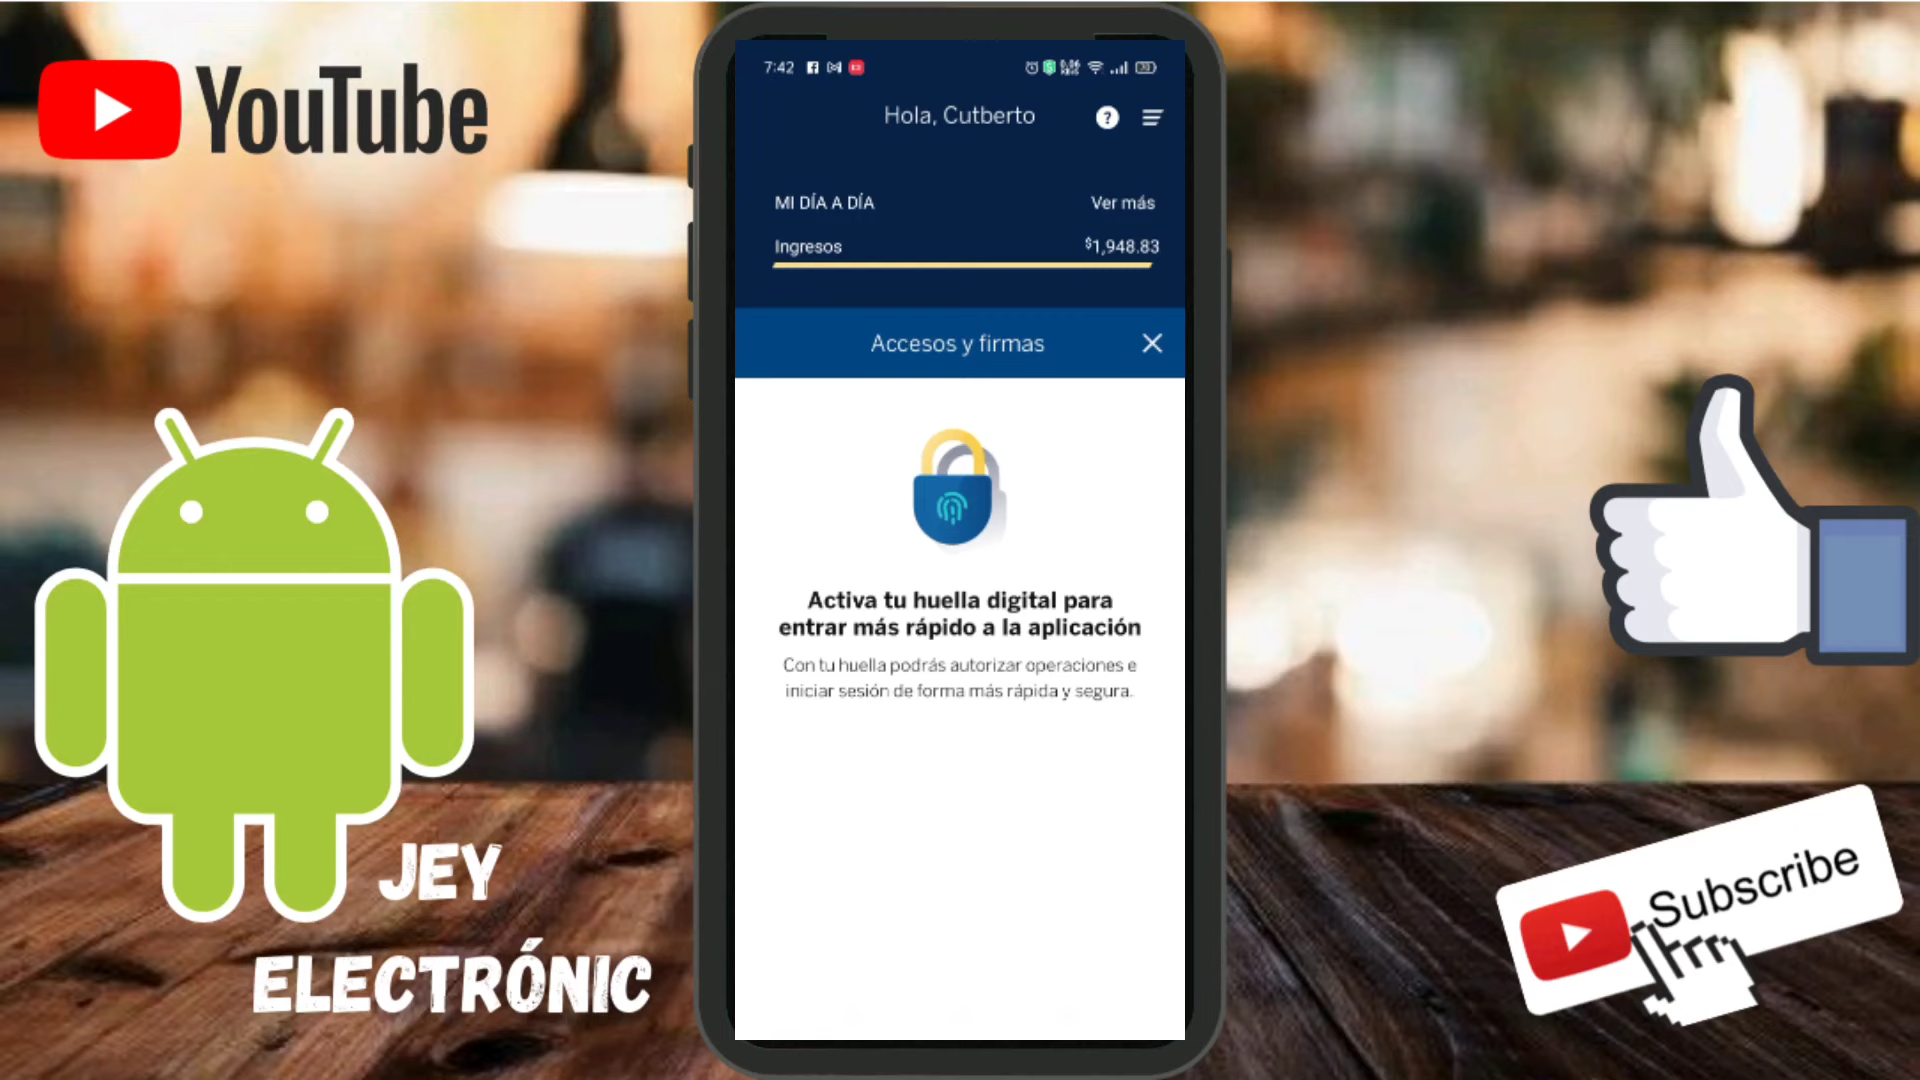 YouTube
7:42
Hola, Cutberto
?
MI DÍA A DÍA Ver más
Ingresos $1,948.83
Accesos y firmas
Activa tu huella digital para
entrar más rápido a la aplicación
Con tu huella podrás autorizar operaciones e
iniciar sesión de forma más rápida y segura.
JEY
ELECTRÓNIC
Subscribe